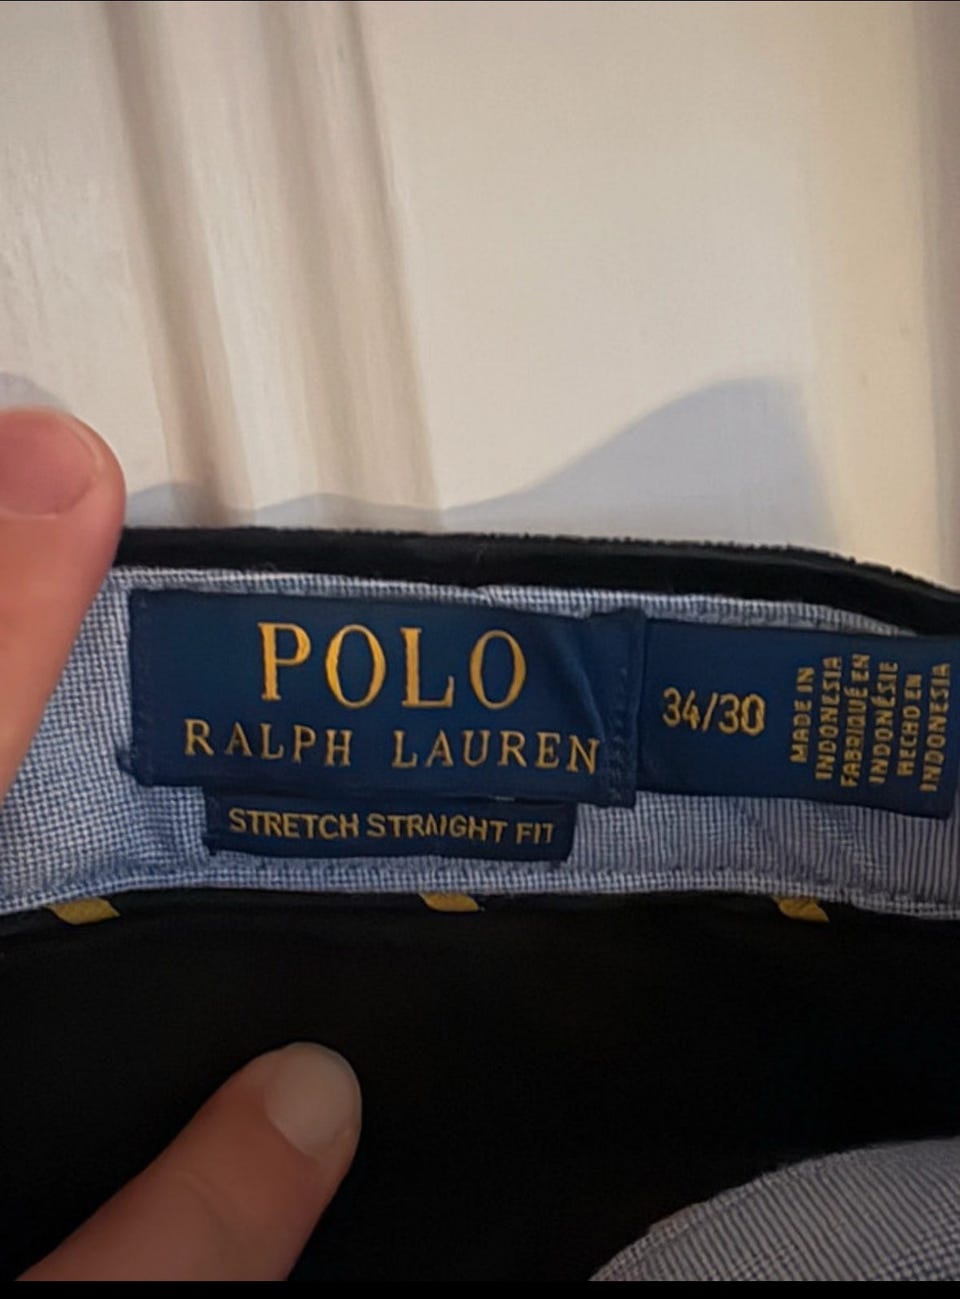 POLO
RALPH LAUREN
STRETCH STRAIGHT FIT
34/30
MADE IN
INDONESIA
FABRIQUÉ EN
INDONÉSIE
HECHO EN
INDONESIA